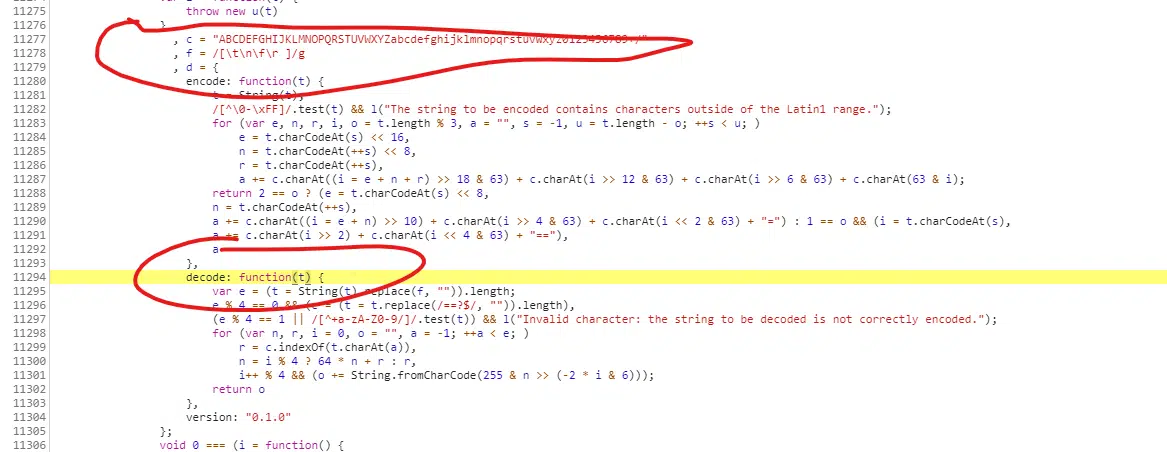 11275 throw new u(t)
11276 }
11277 , c = "ABCDEFGHIJKLMNOPQRSTUVWXYZabcdefghijklmnopqrstuvwxyz0123456789+/"
11278 , f = /[\t\n\f\r ]/g
11279 , d = {
11280 encode: function(t) {
11281 t = String(t),
11282 /[^\0-\xFF]/.test(t) && l("The string to be encoded contains characters outside of the Latin1 range.");
11283 for (var e, n, r, i, o = t.length % 3, a = "", s = -1, u = t.length - o; ++s < u; )
11284 e = t.charCodeAt(s) << 16,
11285 n = t.charCodeAt(++s) << 8,
11286 r = t.charCodeAt(++s),
11287 a += c.charAt((i = e + n + r) >> 18 & 63) + c.charAt(i >> 12 & 63) + c.charAt(i >> 6 & 63) + c.charAt(63 & i);
11288 return 2 == o ? (e = t.charCodeAt(s) << 8,
11289 n = t.charCodeAt(++s),
11290 a += c.charAt((i = e + n) >> 10) + c.charAt(i >> 4 & 63) + c.charAt(i << 2 & 63) + "=") : 1 == o && (i = t.charCodeAt(s),
11291 a += c.charAt(i >> 2) + c.charAt(i << 4 & 63) + "=="),
11292 a
11293 },
11294 decode: function(t) {
11295 var e = (t = String(t).replace(f, "")).length;
11296 e % 4 == 0 && (e = (t = t.replace(/==?$/, "")).length),
11297 (e % 4 == 1 || /[^+a-zA-Z0-9/]/.test(t)) && l("Invalid character: the string to be decoded is not correctly encoded.");
11298 for (var n, r, i = 0, o = "", a = -1; ++a < e; )
11299 r = c.indexOf(t.charAt(a)),
11300 n = i % 4 ? 64 * n + r : r,
11301 i++ % 4 && (o += String.fromCharCode(255 & n >> (-2 * i & 6)));
11302 return o
11303 },
11304 version: "0.1.0"
11305 };
11306 void 0 === (i = function() {